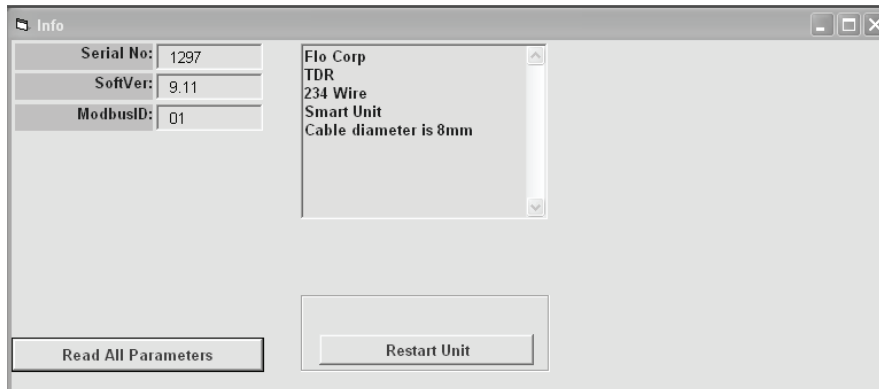 Info
Serial No: 1297
SoftVer: 9.11
ModbusID: 01
Flo Corp
TDR
234 Wire
Smart Unit
Cable diameter is 8mm
Read All Parameters
Restart Unit